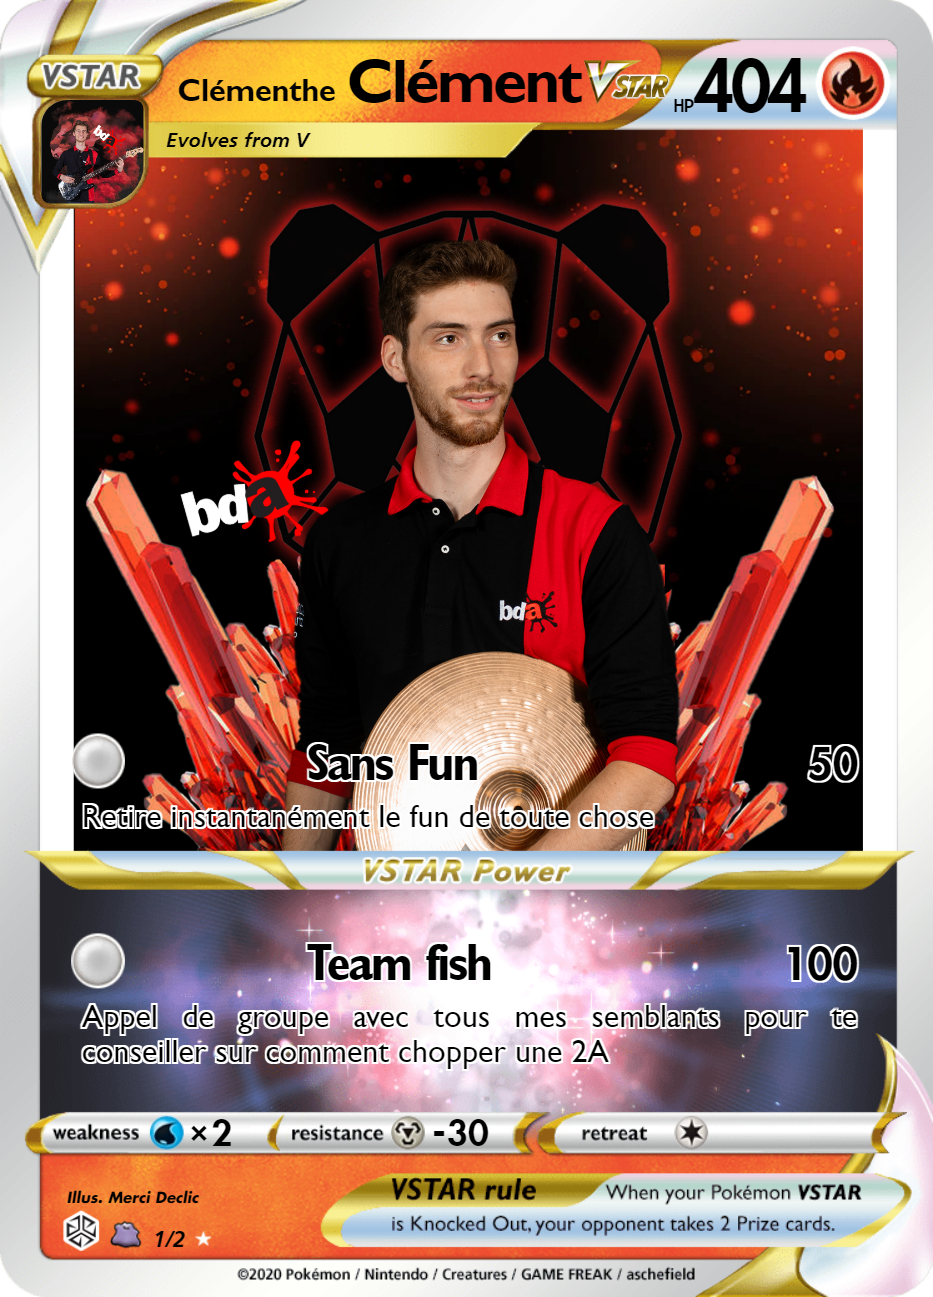 VSTAR
Clémenthe Clément VSTAR HP 404
Evolves from V
bda
bda
bda
Sans Fun 50
Retire instantanément le fun de toute chose
VSTAR Power
Team fish 100
Appel de groupe avec tous mes semblants pour te
conseiller sur comment chopper une 2A
weakness ×2 resistance -30 retreat
VSTAR rule When your Pokémon VSTAR
is Knocked Out, your opponent takes 2 Prize cards.
Illus. Merci Declic
1/2
©2020 Pokémon / Nintendo / Creatures / GAME FREAK / aschefield